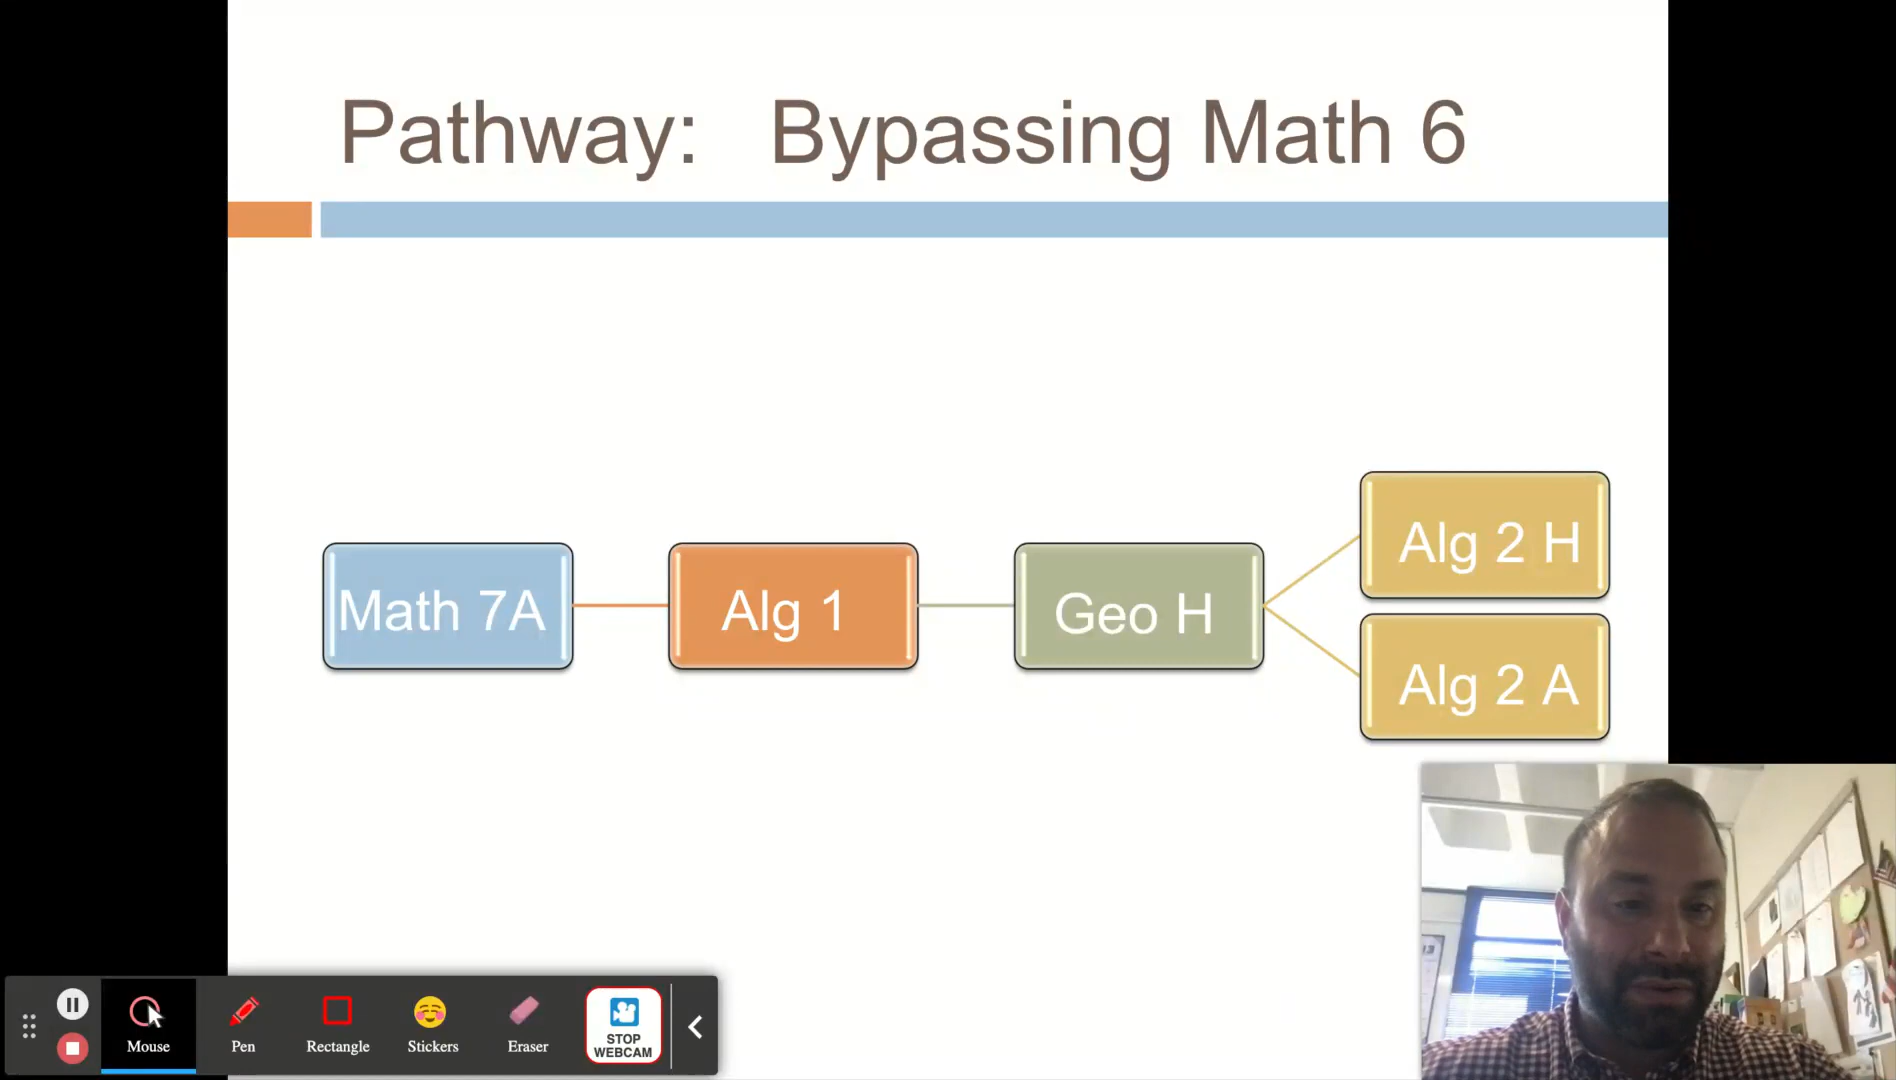 Pathway: Bypassing Math 6
Math 7A
Alg 1
Geo H
Alg 2 H
Alg 2 A
Mouse
Pen
Rectangle
Stickers
Eraser
STOP
WEBCAM